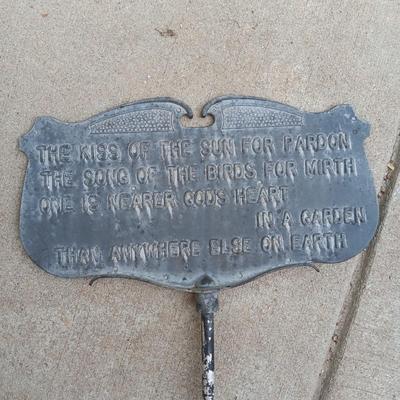 THE KISS OF THE SUN FOR PARDON
THE SONG OF THE BIRDS FOR MIRTH
ONE IS NEARER GOD'S HEART
IN A GARDEN
THAN ANYWHERE ELSE ON EARTH